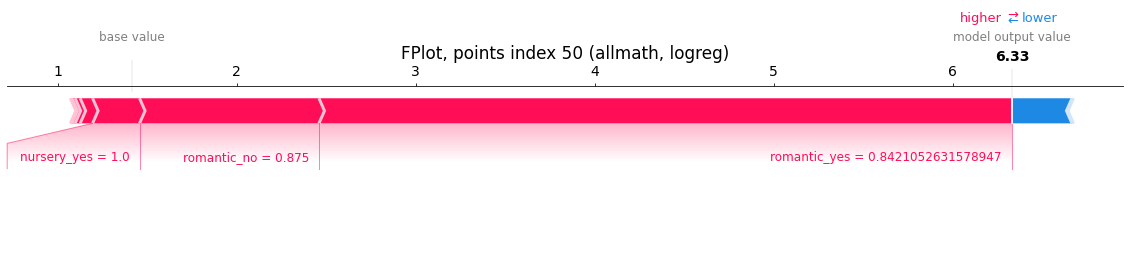 higher ⇄ lower
base value
model output value
FPlot, points index 50 (allmath, logreg)
6.33
1 2 3 4 5 6
nursery_yes = 1.0 romantic_no = 0.875 romantic_yes = 0.8421052631578947